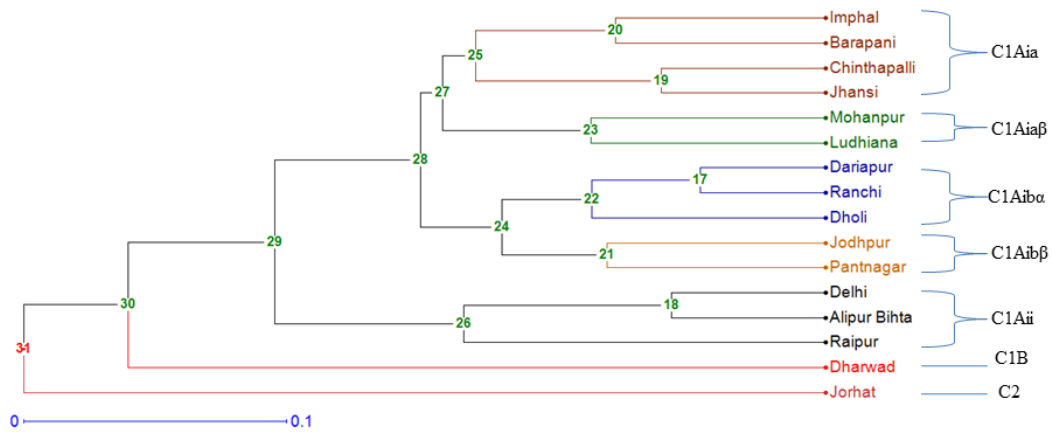 Imphal
20
Barapani
25
C1Aia
Chinthapalli
19
Jhansi
27
Mohanpur
23
C1Aiaβ
Ludhiana
28
Dariapur
17
Ranchi
22
C1Aibα
Dholi
24
29
Jodhpur
21
C1Aibβ
Pantnagar
Delhi
18
30
Alipur Bihta
26
C1Aii
Raipur
31
Dharwad
C1B
Jorhat
C2
0 0.1